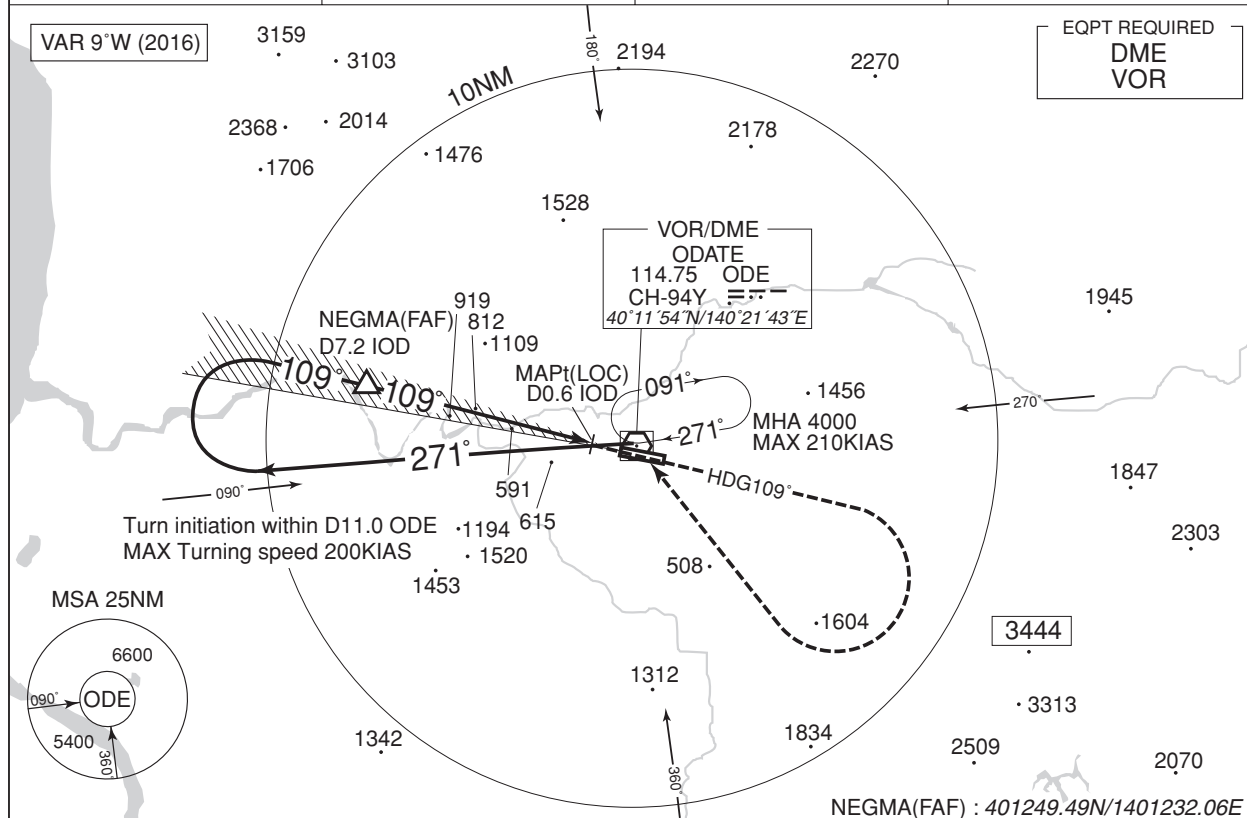 VAR 9°W (2016)
3159
3103
180°
2194
2270
EQPT REQUIRED
DME
VOR
10NM
2368
2014
2178
1706
1476
1528
VOR/DME
ODATE
114.75 ODE
CH-94Y
40°11´54˝N/140°21´43˝E
1945
NEGMA(FAF)
D7.2 IOD
919
812
1109
MAPt(LOC)
D0.6 IOD
109°
109°
091°
1456
270°
271°
MHA 4000
MAX 210KIAS
271°
HDG109°
1847
090°
591
615
Turn initiation within D11.0 ODE
MAX Turning speed 200KIAS
1194
1520
1453
508
2303
MSA 25NM
6600
090°
ODE
5400
360°
1604
3444
1312
3313
1342
360°
1834
2509
2070
NEGMA(FAF) : 401249.49N/1401232.06E